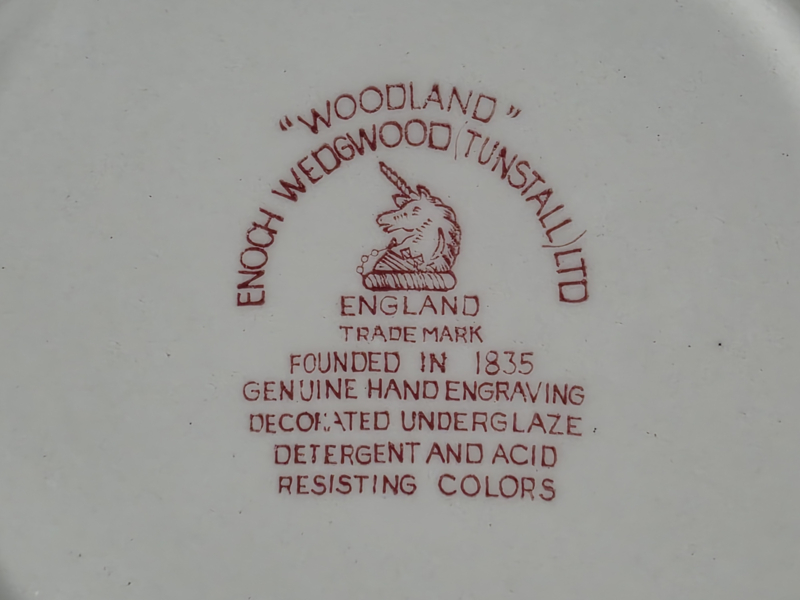 "WOODLAND"
ENOCH WEDGWOOD (TUNSTALL) LTD
ENGLAND
TRADE MARK
FOUNDED IN 1835
GENUINE HAND ENGRAVING
DECORATED UNDERGLAZE
DETERGENT AND ACID
RESISTING COLORS